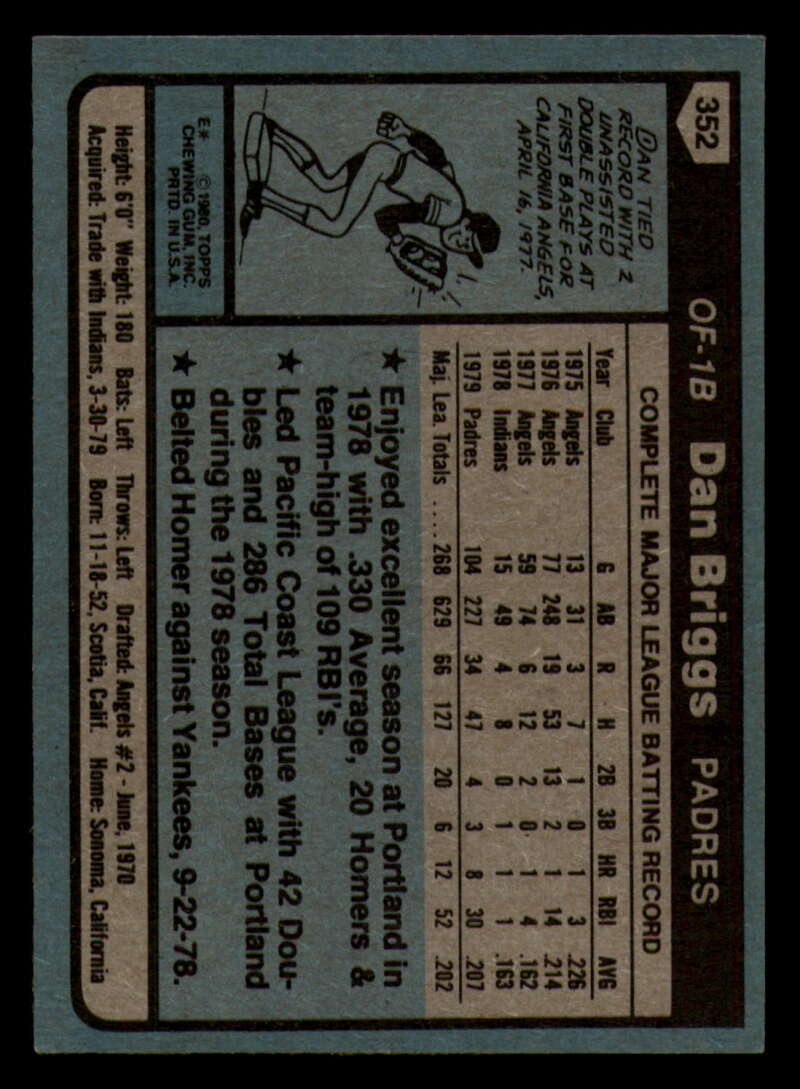 352
OF-1B Dan Briggs PADRES
DAN TIED
RECORD WITH 2
UNASSISTED
DOUBLE PLAYS AT
FIRST BASE FOR
CALIFORNIA ANGELS,
APRIL 16, 1977.
E# © 1980, TOPPS
CHEWING GUM, INC.
PRTD. IN U.S.A.
COMPLETE MAJOR LEAGUE BATTING RECORD
Year Club G AB R H 2B 3B HR RBI AVG
1975 Angels 13 31 3 7 1 0 1 3 .226
1976 Angels 77 248 19 53 13 2 1 14 .214
1977 Angels 59 74 6 12 2 0 1 4 .162
1978 Indians 15 49 4 8 0 1 1 1 .163
1979 Padres 104 227 34 47 4 3 8 30 .207
Maj. Lea. Totals ..... 268 629 66 127 20 6 12 52 .202
★ Enjoyed excellent season at Portland in
1978 with .330 Average, 20 Homers &
team-high of 109 RBI's.
★ Led Pacific Coast League with 42 Dou-
bles and 286 Total Bases at Portland
during the 1978 season.
★ Belted Homer against Yankees, 9-22-78.
Height: 6'0" Weight: 180 Bats: Left Throws: Left Drafted: Angels #2 - June, 1970
Acquired: Trade with Indians, 3-30-79 Born: 11-18-52, Scotia, Calif. Home: Sonoma, California